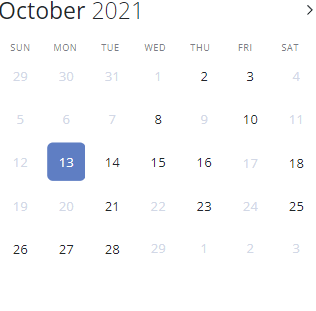 October 2021 >
SUN MON TUE WED THU FRI SAT
29 30 31 1 2 3 4
5 6 7 8 9 10 11
12 13 14 15 16 17 18
19 20 21 22 23 24 25
26 27 28 29 1 2 3